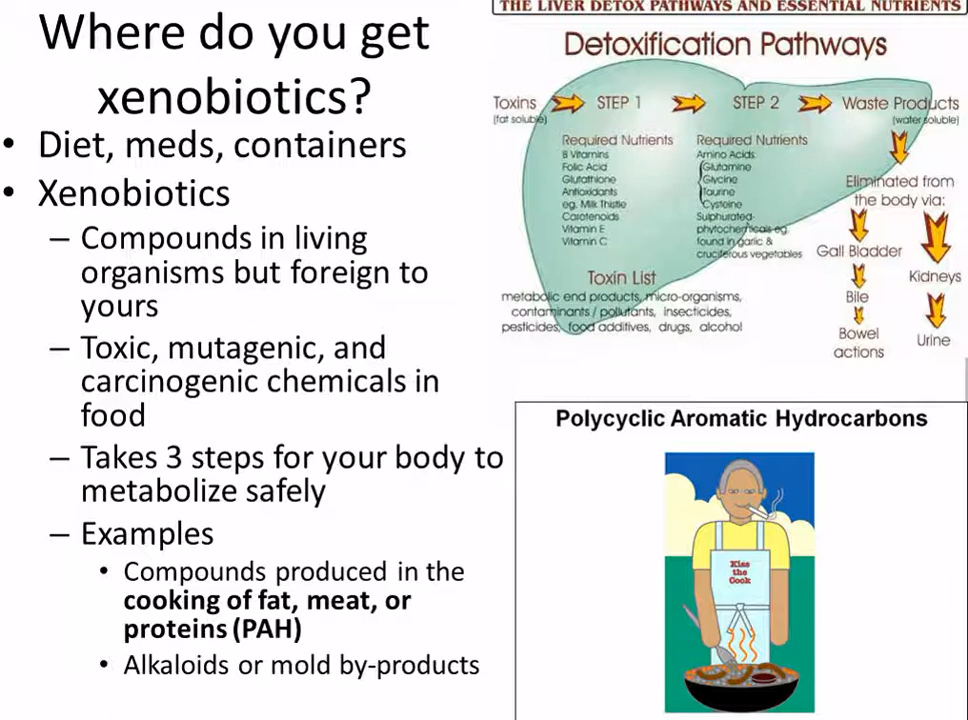 Where do you get
xenobiotics?
• Diet, meds, containers
• Xenobiotics
– Compounds in living
organisms but foreign to
yours
– Toxic, mutagenic, and
carcinogenic chemicals in
food
– Takes 3 steps for your body to
metabolize safely
– Examples
• Compounds produced in the
cooking of fat, meat, or
proteins (PAH)
• Alkaloids or mold by-products
THE LIVER DETOX PATHWAYS AND ESSENTIAL NUTRIENTS
Detoxification Pathways
Toxins
(fat soluble)
STEP 1
STEP 2
Waste Products
(water soluble)
Required Nutrients
B Vitamins
Folic Acid
Glutathione
Antioxidants
eg. Milk Thistle
Carotenoids
Vitamin E
Vitamin C
Required Nutrients
Amino Acids
Glutamine
Glycine
Taurine
Cysteine
Sulphurated
phytochemicals eg.
found in garlic &
cruciferous vegetables
Eliminated from
the body via:
Gall Bladder
Bile
Bowel
actions
Kidneys
Urine
Toxin List
metabolic end products, micro-organisms,
contaminants / pollutants, insecticides,
pesticides, food additives, drugs, alcohol
Polycyclic Aromatic Hydrocarbons
Kiss
the
Cook